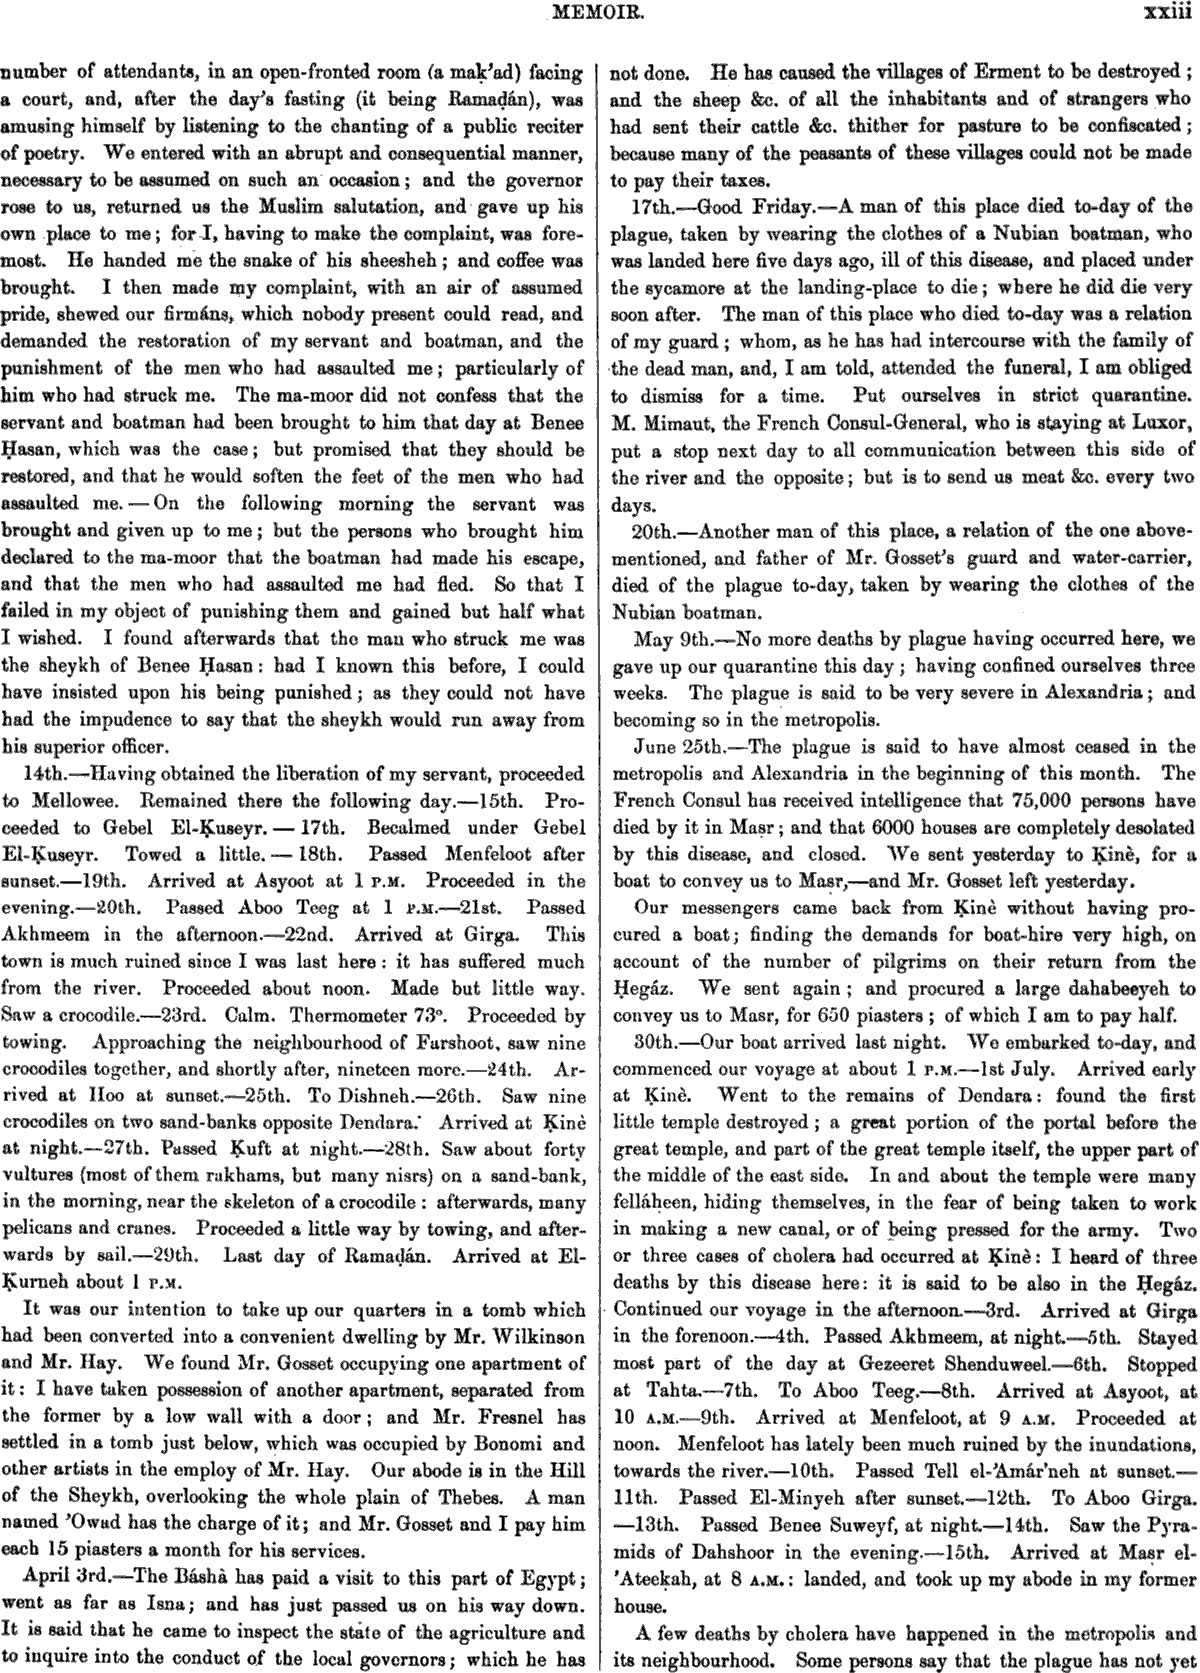 MEMOIR. xxiii
number of attendants, in an open-fronted room (a maḳ’ad) facing
a court, and, after the day’s fasting (it being Ramaḍán), was
amusing himself by listening to the chanting of a public reciter
of poetry. We entered with an abrupt and consequential manner,
necessary to be assumed on such an occasion; and the governor
rose to us, returned us the Muslim salutation, and gave up his
own place to me; for I, having to make the complaint, was fore-
most. He handed me the snake of his sheesheh; and coffee was
brought. I then made my complaint, with an air of assumed
pride, shewed our firmáns, which nobody present could read, and
demanded the restoration of my servant and boatman, and the
punishment of the men who had assaulted me; particularly of
him who had struck me. The ma-moor did not confess that the
servant and boatman had been brought to him that day at Benee
Ḥasan, which was the case; but promised that they should be
restored, and that he would soften the feet of the men who had
assaulted me.—On the following morning the servant was
brought and given up to me; but the persons who brought him
declared to the ma-moor that the boatman had made his escape,
and that the men who had assaulted me had fled. So that I
failed in my object of punishing them and gained but half what
I wished. I found afterwards that the man who struck me was
the sheykh of Benee Ḥasan: had I known this before, I could
have insisted upon his being punished; as they could not have
had the impudence to say that the sheykh would run away from
his superior officer.
14th.—Having obtained the liberation of my servant, proceeded
to Mellowee. Remained there the following day.—15th. Pro-
ceeded to Gebel El-Ḳuseyr.—17th. Becalmed under Gebel
El-Ḳuseyr. Towed a little.—18th. Passed Menfeloot after
sunset.—19th. Arrived at Asyoot at 1 P.M. Proceeded in the
evening.—20th. Passed Aboo Teeg at 1 P.M.—21st. Passed
Akhmeem in the afternoon.—22nd. Arrived at Girga. This
town is much ruined since I was last here: it has suffered much
from the river. Proceeded about noon. Made but little way.
Saw a crocodile.—23rd. Calm. Thermometer 73°. Proceeded by
towing. Approaching the neighbourhood of Farshoot, saw nine
crocodiles together, and shortly after, nineteen more.—24th. Ar-
rived at Hoo at sunset.—25th. To Dishneh.—26th. Saw nine
crocodiles on two sand-banks opposite Dendara. Arrived at Ḳinè
at night.—27th. Passed Ḳuft at night.—28th. Saw about forty
vultures (most of them rakhams, but many nisrs) on a sand-bank,
in the morning, near the skeleton of a crocodile: afterwards, many
pelicans and cranes. Proceeded a little way by towing, and after-
wards by sail.—29th. Last day of Ramaḍán. Arrived at El-
Ḳurneh about 1 P.M.
It was our intention to take up our quarters in a tomb which
had been converted into a convenient dwelling by Mr. Wilkinson
and Mr. Hay. We found Mr. Gosset occupying one apartment of
it: I have taken possession of another apartment, separated from
the former by a low wall with a door; and Mr. Fresnel has
settled in a tomb just below, which was occupied by Bonomi and
other artists in the employ of Mr. Hay. Our abode is in the Hill
of the Sheykh, overlooking the whole plain of Thebes. A man
named ’Owad has the charge of it; and Mr. Gosset and I pay him
each 15 piasters a month for his services.
April 3rd.—The Báshà has paid a visit to this part of Egypt;
went as far as Isna; and has just passed us on his way down.
It is said that he came to inspect the state of the agriculture and
to inquire into the conduct of the local governors; which he has
not done. He has caused the villages of Erment to be destroyed;
and the sheep &c. of all the inhabitants and of strangers who
had sent their cattle &c. thither for pasture to be confiscated;
because many of the peasants of these villages could not be made
to pay their taxes.
17th.—Good Friday.—A man of this place died to-day of the
plague, taken by wearing the clothes of a Nubian boatman, who
was landed here five days ago, ill of this disease, and placed under
the sycamore at the landing-place to die; where he did die very
soon after. The man of this place who died to-day was a relation
of my guard; whom, as he has had intercourse with the family of
the dead man, and, I am told, attended the funeral, I am obliged
to dismiss for a time. Put ourselves in strict quarantine.
M. Mimaut, the French Consul-General, who is staying at Luxor,
put a stop next day to all communication between this side of
the river and the opposite; but is to send us meat &c. every two
days.
20th.—Another man of this place, a relation of the one above-
mentioned, and father of Mr. Gosset’s guard and water-carrier,
died of the plague to-day, taken by wearing the clothes of the
Nubian boatman.
May 9th.—No more deaths by plague having occurred here, we
gave up our quarantine this day; having confined ourselves three
weeks. The plague is said to be very severe in Alexandria; and
becoming so in the metropolis.
June 25th.—The plague is said to have almost ceased in the
metropolis and Alexandria in the beginning of this month. The
French Consul has received intelligence that 75,000 persons have
died by it in Maṣr; and that 6000 houses are completely desolated
by this disease, and closed. We sent yesterday to Ḳinè, for a
boat to convey us to Maṣr,—and Mr. Gosset left yesterday.
Our messengers came back from Ḳinè without having pro-
cured a boat; finding the demands for boat-hire very high, on
account of the number of pilgrims on their return from the
Ḥegáz. We sent again; and procured a large dahabeeyeh to
convey us to Masr, for 650 piasters; of which I am to pay half.
30th.—Our boat arrived last night. We embarked to-day, and
commenced our voyage at about 1 P.M.—1st July. Arrived early
at Ḳinè. Went to the remains of Dendara: found the first
little temple destroyed; a great portion of the portal before the
great temple, and part of the great temple itself, the upper part of
the middle of the east side. In and about the temple were many
felláḥeen, hiding themselves, in the fear of being taken to work
in making a new canal, or of being pressed for the army. Two
or three cases of cholera had occurred at Ḳinè: I heard of three
deaths by this disease here: it is said to be also in the Ḥegáz.
Continued our voyage in the afternoon.—3rd. Arrived at Girga
in the forenoon.—4th. Passed Akhmeem, at night.—5th. Stayed
most part of the day at Gezeeret Shenduweel.—6th. Stopped
at Tahta.—7th. To Aboo Teeg.—8th. Arrived at Asyoot, at
10 A.M.—9th. Arrived at Menfeloot, at 9 A.M. Proceeded at
noon. Menfeloot has lately been much ruined by the inundations,
towards the river.—10th. Passed Tell el-’Amár’neh at sunset.—
11th. Passed El-Minyeh after sunset.—12th. To Aboo Girga.
—13th. Passed Benee Suweyf, at night.—14th. Saw the Pyra-
mids of Dahshoor in the evening.—15th. Arrived at Maṣr el-
’Ateeḳah, at 8 A.M.: landed, and took up my abode in my former
house.
A few deaths by cholera have happened in the metropolis and
its neighbourhood. Some persons say that the plague has not yet